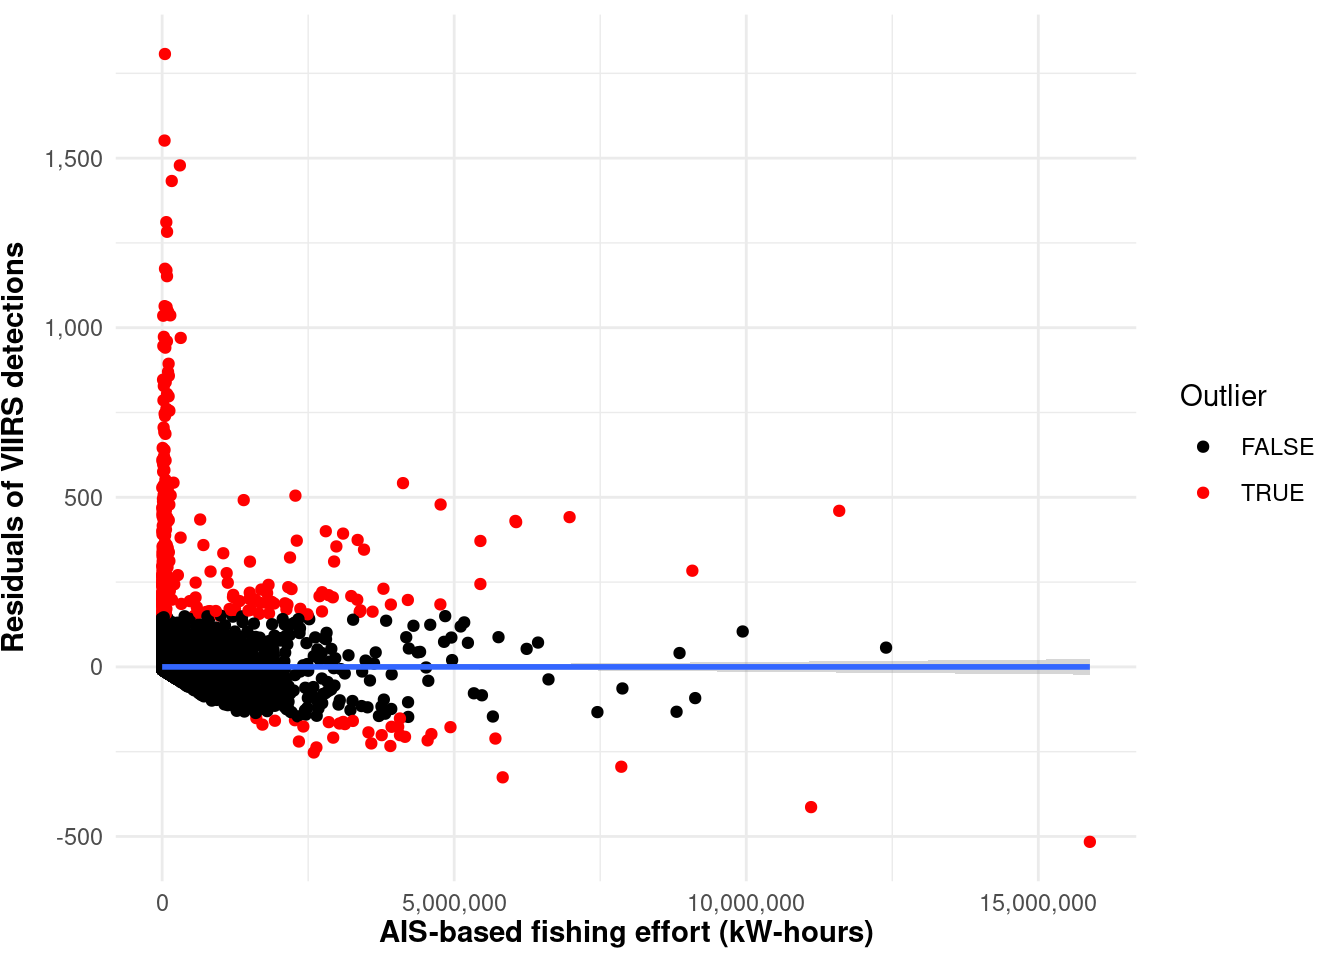 Residuals of VIIRS detections
1,500
1,000
500
0
-500
0
5,000,000
10,000,000
15,000,000
AIS-based fishing effort (kW-hours)
Outlier
FALSE
TRUE